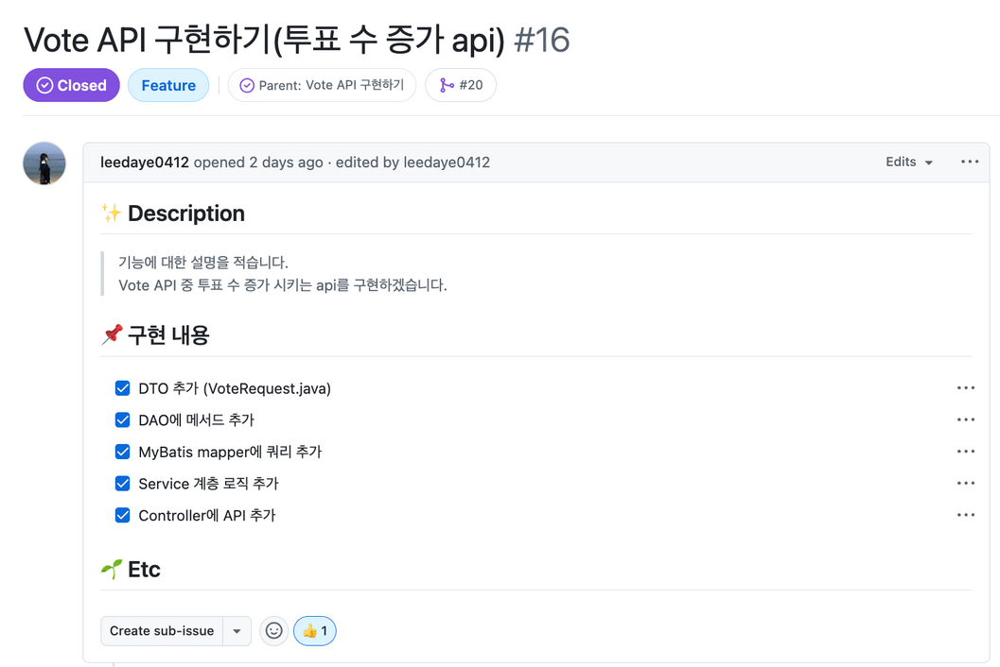 Vote API 구현하기(투표 수 증가 api) #16
Closed Feature Parent: Vote API 구현하기 #20
leedaye0412 opened 2 days ago · edited by leedaye0412 Edits
✨ Description
기능에 대한 설명을 적습니다.
Vote API 중 투표 수 증가 시키는 api를 구현하겠습니다.
📌 구현 내용
DTO 추가 (VoteRequest.java)
DAO에 메서드 추가
MyBatis mapper에 쿼리 추가
Service 계층 로직 추가
Controller에 API 추가
🌱 Etc
Create sub-issue 👍 1